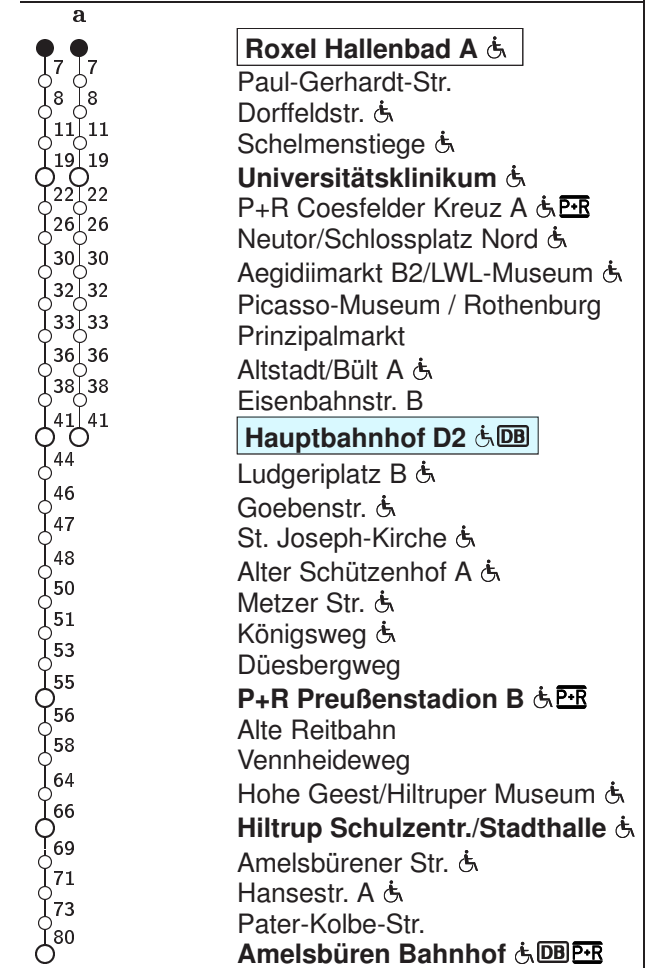 a
Roxel Hallenbad A
7 7 Paul-Gerhardt-Str.
8 8 Dorffeldstr.
11 11 Schelmenstiege
19 19 Universitätsklinikum
22 22 P+R Coesfelder Kreuz A P+R
26 26 Neutor/Schlossplatz Nord
30 30 Aegidiimarkt B2/LWL-Museum
32 32 Picasso-Museum / Rothenburg
33 33 Prinzipalmarkt
36 36 Altstadt/Bült A
38 38 Eisenbahnstr. B
41 41 Hauptbahnhof D2 DB
44 Ludgeriplatz B
46 Goebenstr.
47 St. Joseph-Kirche
48 Alter Schützenhof A
50 Metzer Str.
51 Königsweg
53 Düesbergweg
55 P+R Preußenstadion B P+R
56 Alte Reitbahn
58 Vennheideweg
64 Hohe Geest/Hiltruper Museum
66 Hiltrup Schulzentr./Stadthalle
69 Amelsbürener Str.
71 Hansestr. A
73 Pater-Kolbe-Str.
80 Amelsbüren Bahnhof DB P+R